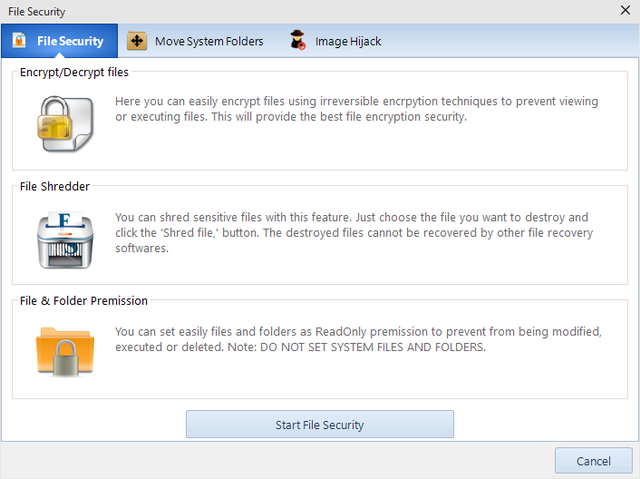 File Security
File Security
Move System Folders
Image Hijack
Encrypt/Decrypt files
Here you can easily encrypt files using irreversible encrpytion techniques to prevent viewing
or executing files. This will provide the best file encryption security.
File Shredder
You can shred sensitive files with this feature. Just choose the file you want to destroy and
click the 'Shred file,' button. The destroyed files cannot be recovered by other file recovery
softwares.
File & Folder Premission
You can set easily files and folders as ReadOnly premission to prevent from being modified,
executed or deleted. Note: DO NOT SET SYSTEM FILES AND FOLDERS.
Start File Security
Cancel